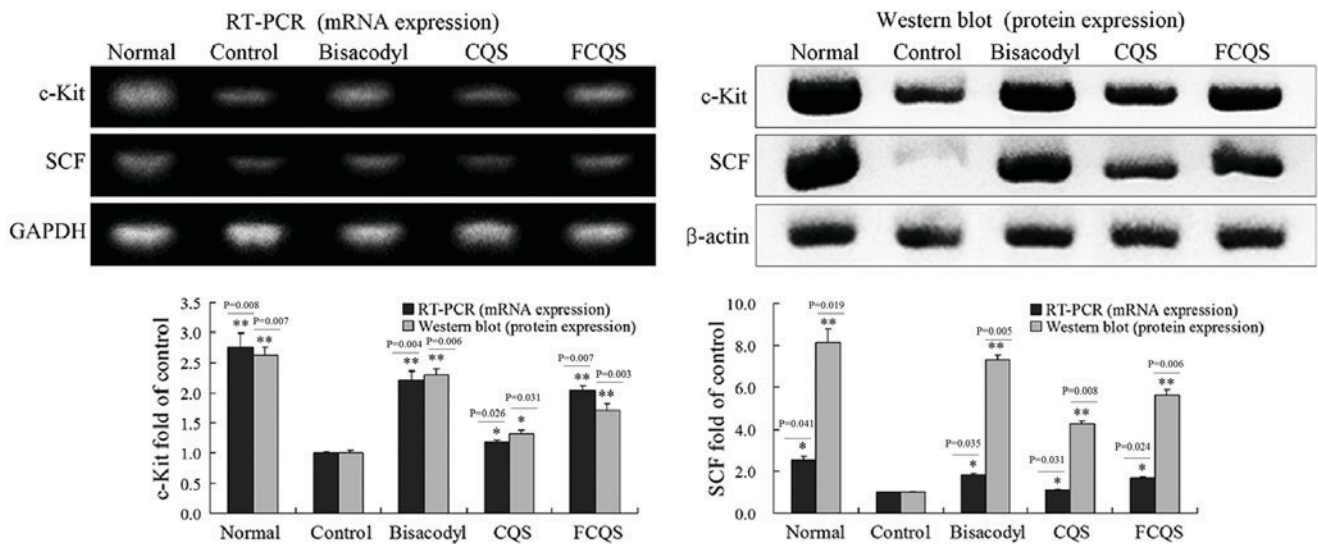 RT-PCR (mRNA expression)
Normal Control Bisacodyl CQS FCQS
c-Kit
SCF
GAPDH
Western blot (protein expression)
Normal Control Bisacodyl CQS FCQS
c-Kit
SCF
β-actin
c-Kit fold of control
3.5
3.0
2.5
2.0
1.5
1.0
0.5
0.0
RT-PCR (mRNA expression)
Western blot (protein expression)
P=0.008
**
P=0.007
**
P=0.004
**
P=0.006
**
P=0.026
*
P=0.031
*
P=0.007
**
P=0.003
**
Normal Control Bisacodyl CQS FCQS
SCF fold of control
10.0
8.0
6.0
4.0
2.0
0.0
RT-PCR (mRNA expression)
Western blot (protein expression)
P=0.041
*
P=0.019
**
P=0.035
*
P=0.005
**
P=0.031
*
P=0.008
**
P=0.024
*
P=0.006
**
Normal Control Bisacodyl CQS FCQS